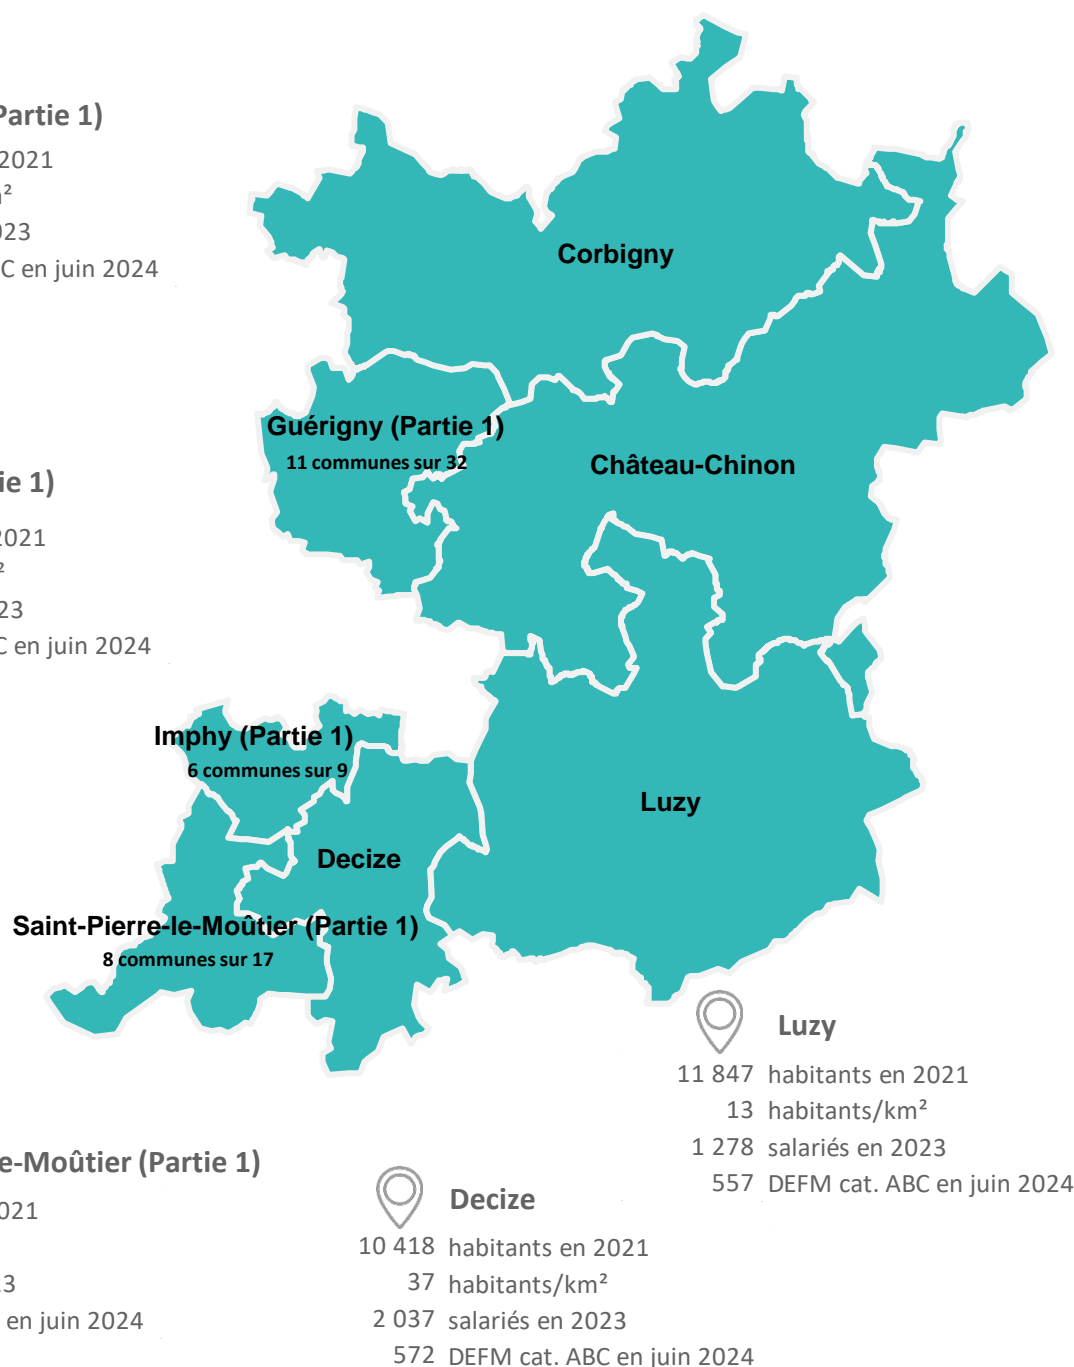 Partie 1)
2021
m²
023
C en juin 2024
Corbigny
Guérigny (Partie 1)
11 communes sur 32
Château-Chinon
ie 1)
2021
²
23
C en juin 2024
Imphy (Partie 1)
6 communes sur 9
Luzy
Decize
Saint-Pierre-le-Moûtier (Partie 1)
8 communes sur 17
Luzy
11 847 habitants en 2021
13 habitants/km²
1 278 salariés en 2023
557 DEFM cat. ABC en juin 2024
e-Moûtier (Partie 1)
021
3
en juin 2024
Decize
10 418 habitants en 2021
37 habitants/km²
2 037 salariés en 2023
572 DEFM cat. ABC en juin 2024